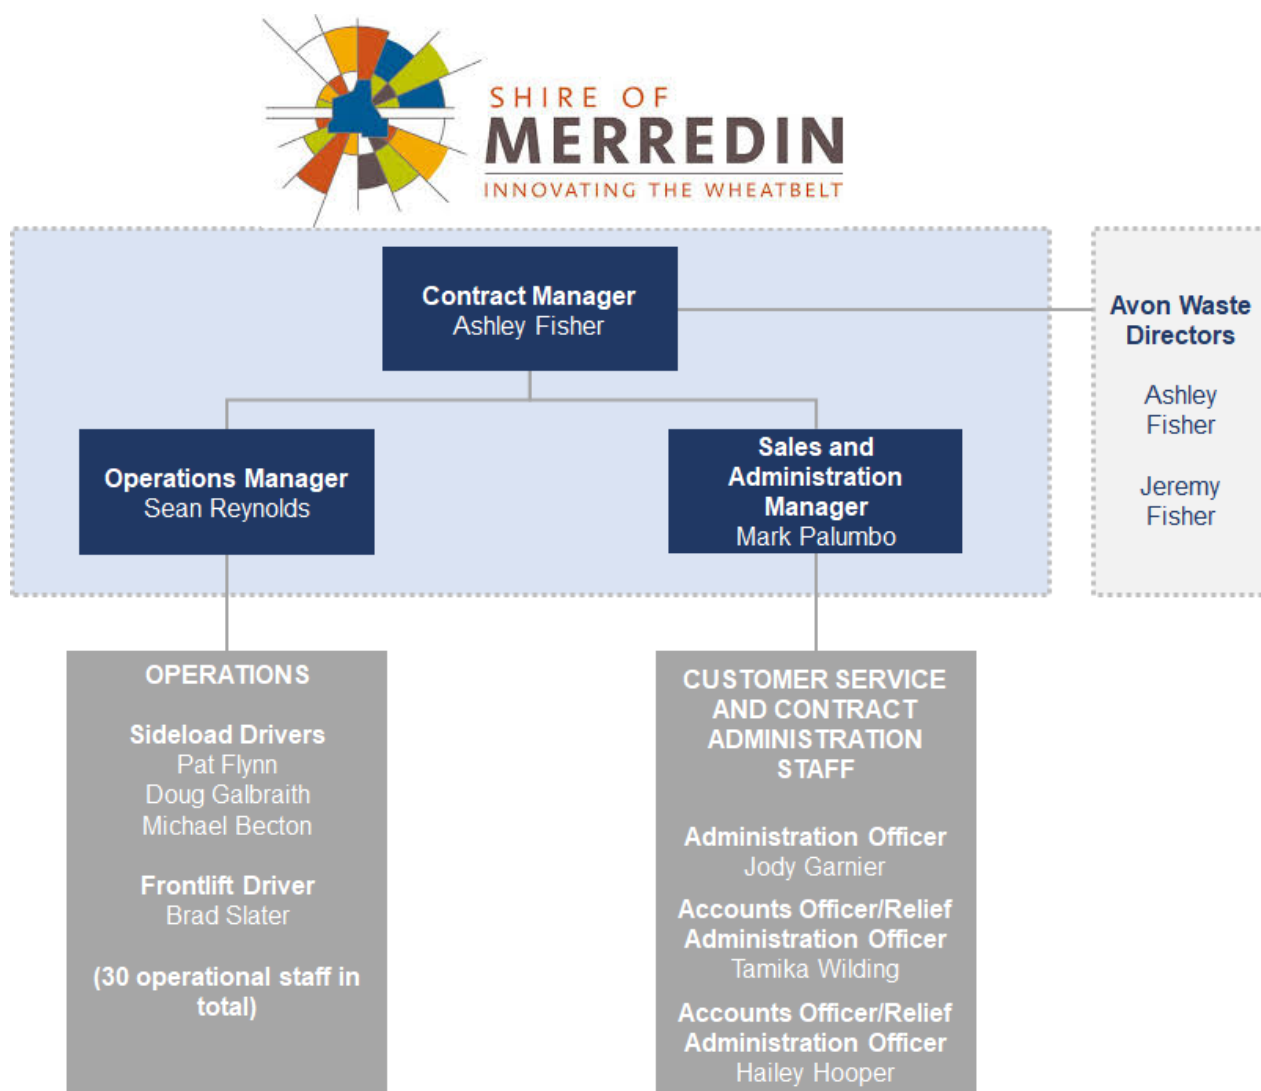 SHIRE OF
MERREDIN
INNOVATING THE WHEATBELT
Contract Manager
Ashley Fisher
Avon Waste
Directors
Ashley
Fisher
Jeremy
Fisher
Operations Manager
Sean Reynolds
Sales and
Administration
Manager
Mark Palumbo
OPERATIONS
Sideload Drivers
Pat Flynn
Doug Galbraith
Michael Becton
Frontlift Driver
Brad Slater
(30 operational staff in
total)
CUSTOMER SERVICE
AND CONTRACT
ADMINISTRATION
STAFF
Administration Officer
Jody Garnier
Accounts Officer/Relief
Administration Officer
Tamika Wilding
Accounts Officer/Relief
Administration Officer
Hailey Hooper